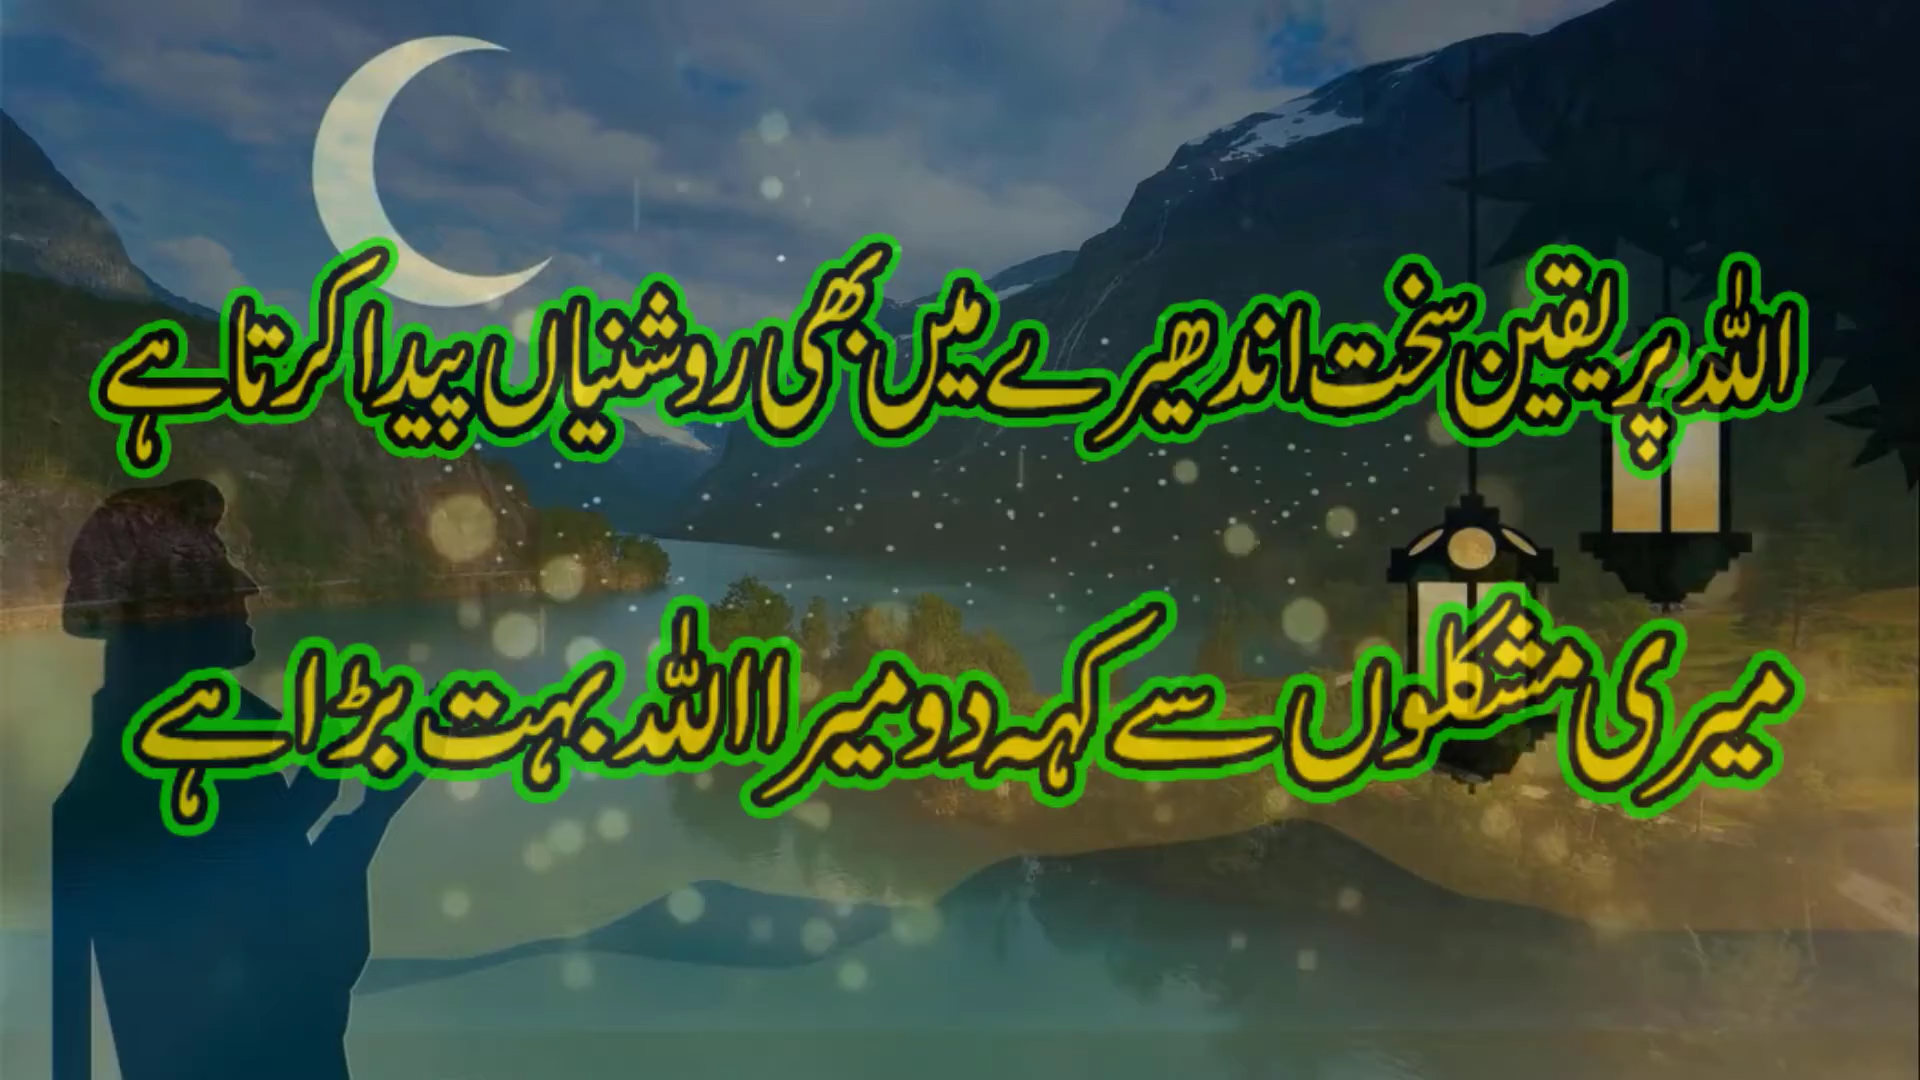 اللہ پر یقین سخت اندھیرے میں بھی روشنیاں پیدا کرتا ہے
میری مشکلوں سے کہہ دو میرا اللہ بہت بڑا ہے